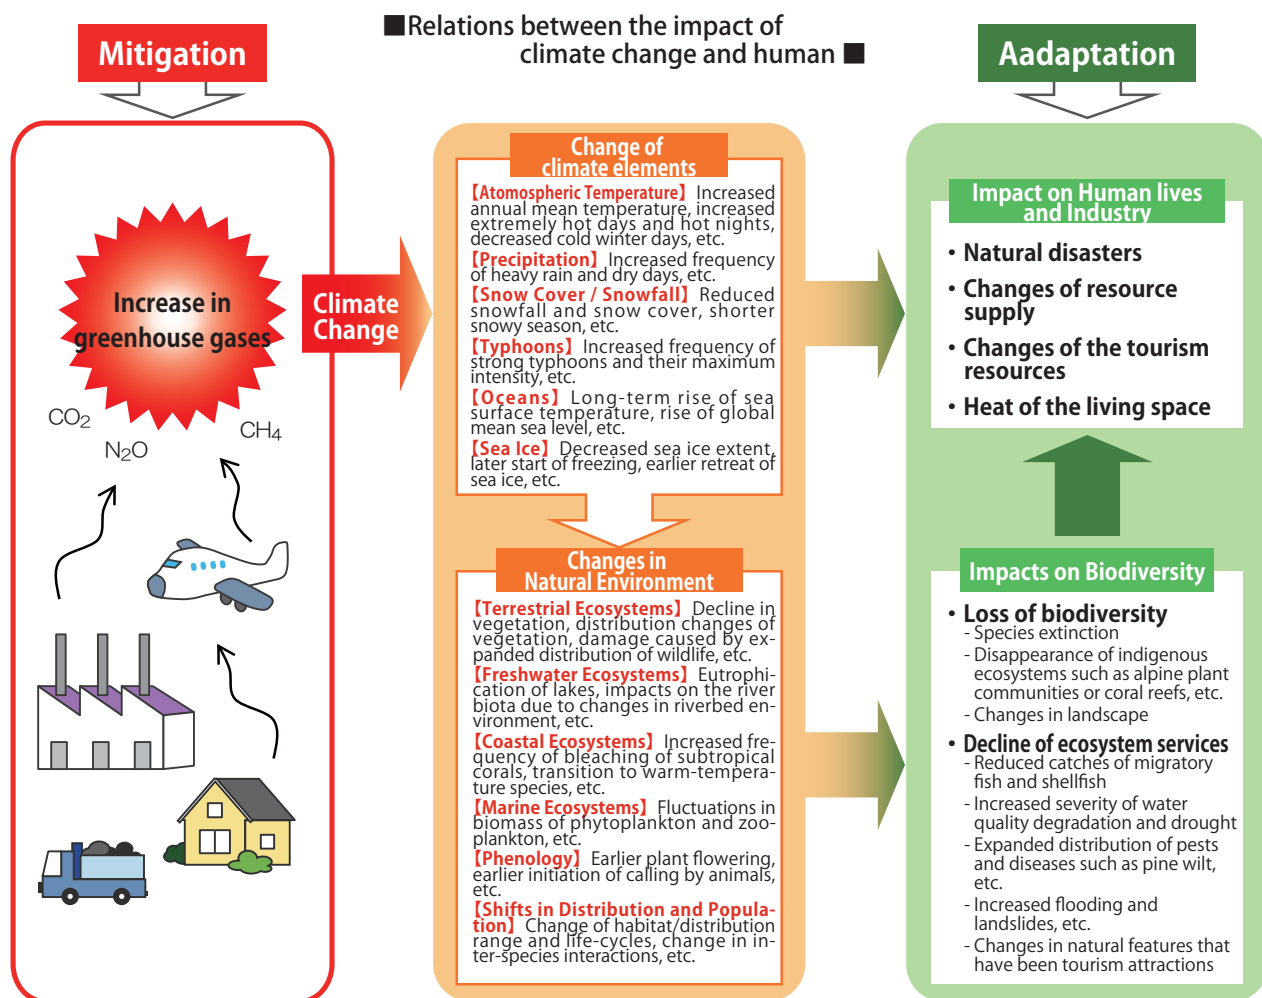 ■Relations between the impact of
climate change and human ■
Mitigation
Increase in
greenhouse gases
CO2
N2O
CH4
Climate
Change
Change of
climate elements
【Atomospheric Temperature】 Increased
annual mean temperature, increased
extremely hot days and hot nights,
decreased cold winter days, etc.
【Precipitation】 Increased frequency
of heavy rain and dry days, etc.
【Snow Cover / Snowfall】 Reduced
snowfall and snow cover, shorter
snowy season, etc.
【Typhoons】 Increased frequency of
strong typhoons and their maximum
intensity, etc.
【Oceans】 Long-term rise of sea
surface temperature, rise of global
mean sea level, etc.
【Sea Ice】 Decreased sea ice extent,
later start of freezing, earlier retreat of
sea ice, etc.
Changes in
Natural Environment
【Terrestrial Ecosystems】 Decline in
vegetation, distribution changes of
vegetation, damage caused by ex-
panded distribution of wildlife, etc.
【Freshwater Ecosystems】 Eutrophi-
cation of lakes, impacts on the river
biota due to changes in riverbed en-
vironment, etc.
【Coastal Ecosystems】 Increased fre-
quency of bleaching of subtropical
corals, transition to warm-tempera-
ture species, etc.
【Marine Ecosystems】 Fluctuations in
biomass of phytoplankton and zoo-
plankton, etc.
【Phenology】 Earlier plant flowering,
earlier initiation of calling by animals,
etc.
【Shifts in Distribution and Popula-
tion】 Change of habitat/distribution
range and life-cycles, change in in-
ter-species interactions, etc.
Aadaptation
Impact on Human lives
and Industry
・Natural disasters
・Changes of resource
supply
・Changes of the tourism
resources
・Heat of the living space
Impacts on Biodiversity
・Loss of biodiversity
- Species extinction
- Disappearance of indigenous
ecosystems such as alpine plant
communities or coral reefs, etc.
- Changes in landscape
・Decline of ecosystem services
- Reduced catches of migratory
fish and shellfish
- Increased severity of water
quality degradation and drought
- Expanded distribution of pests
and diseases such as pine wilt,
etc.
- Increased flooding and
landslides, etc.
- Changes in natural features that
have been tourism attractions